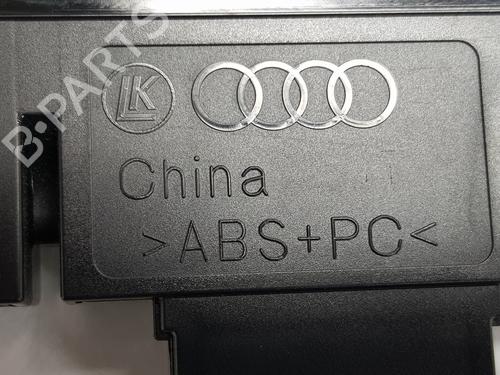 B-PARTS
LK
China
>ABS+PC<